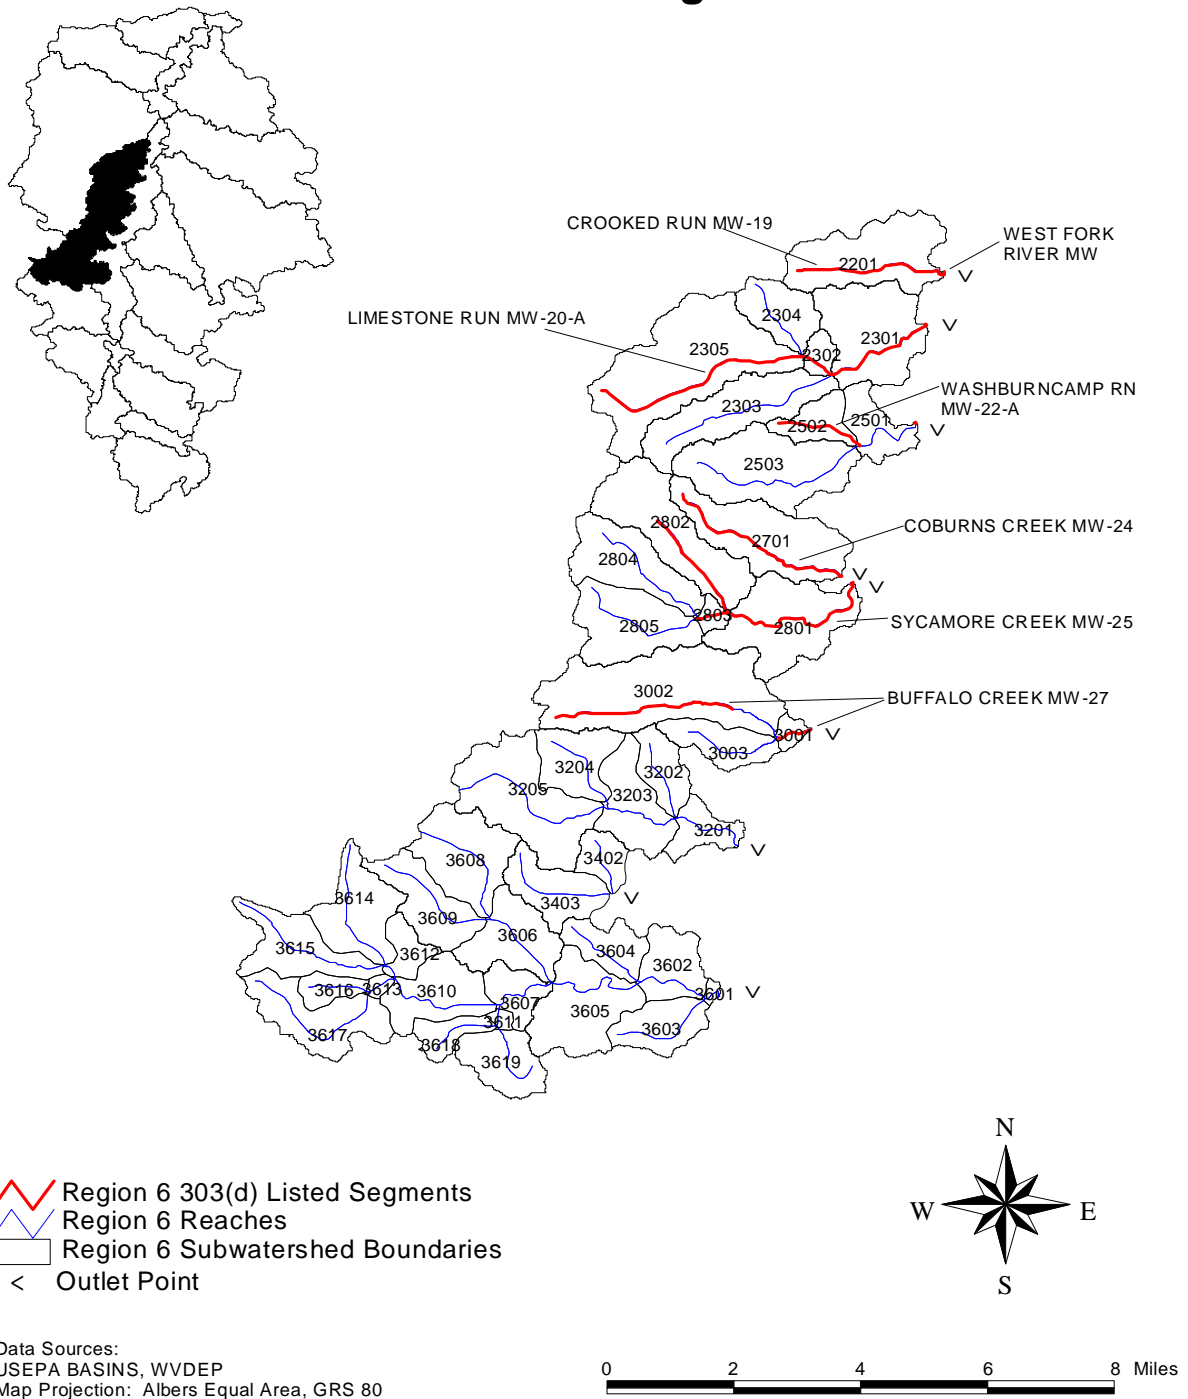 g
CROOKED RUN MW-19
WEST FORK
RIVER MW
2201
LIMESTONE RUN MW-20-A
2304
2301
2305
2302
WASHBURNCAMP RN
MW-22-A
2303
2501
2502
2503
2802
COBURNS CREEK MW-24
2701
2804
2803
SYCAMORE CREEK MW-25
2805
2801
3002
BUFFALO CREEK MW-27
3001
3003
3204
3202
3205
3203
3201
3402
3608
3614
3403
3609
3606
3615
3612
3604
3602
3616
3613
3610
3601
3607
3605
3611
3603
3617
3618
3619
N
W
E
S
Region 6 303(d) Listed Segments
Region 6 Reaches
Region 6 Subwatershed Boundaries
< Outlet Point
Data Sources:
USEPA BASINS, WVDEP
Map Projection: Albers Equal Area, GRS 80
0 2 4 6 8 Miles